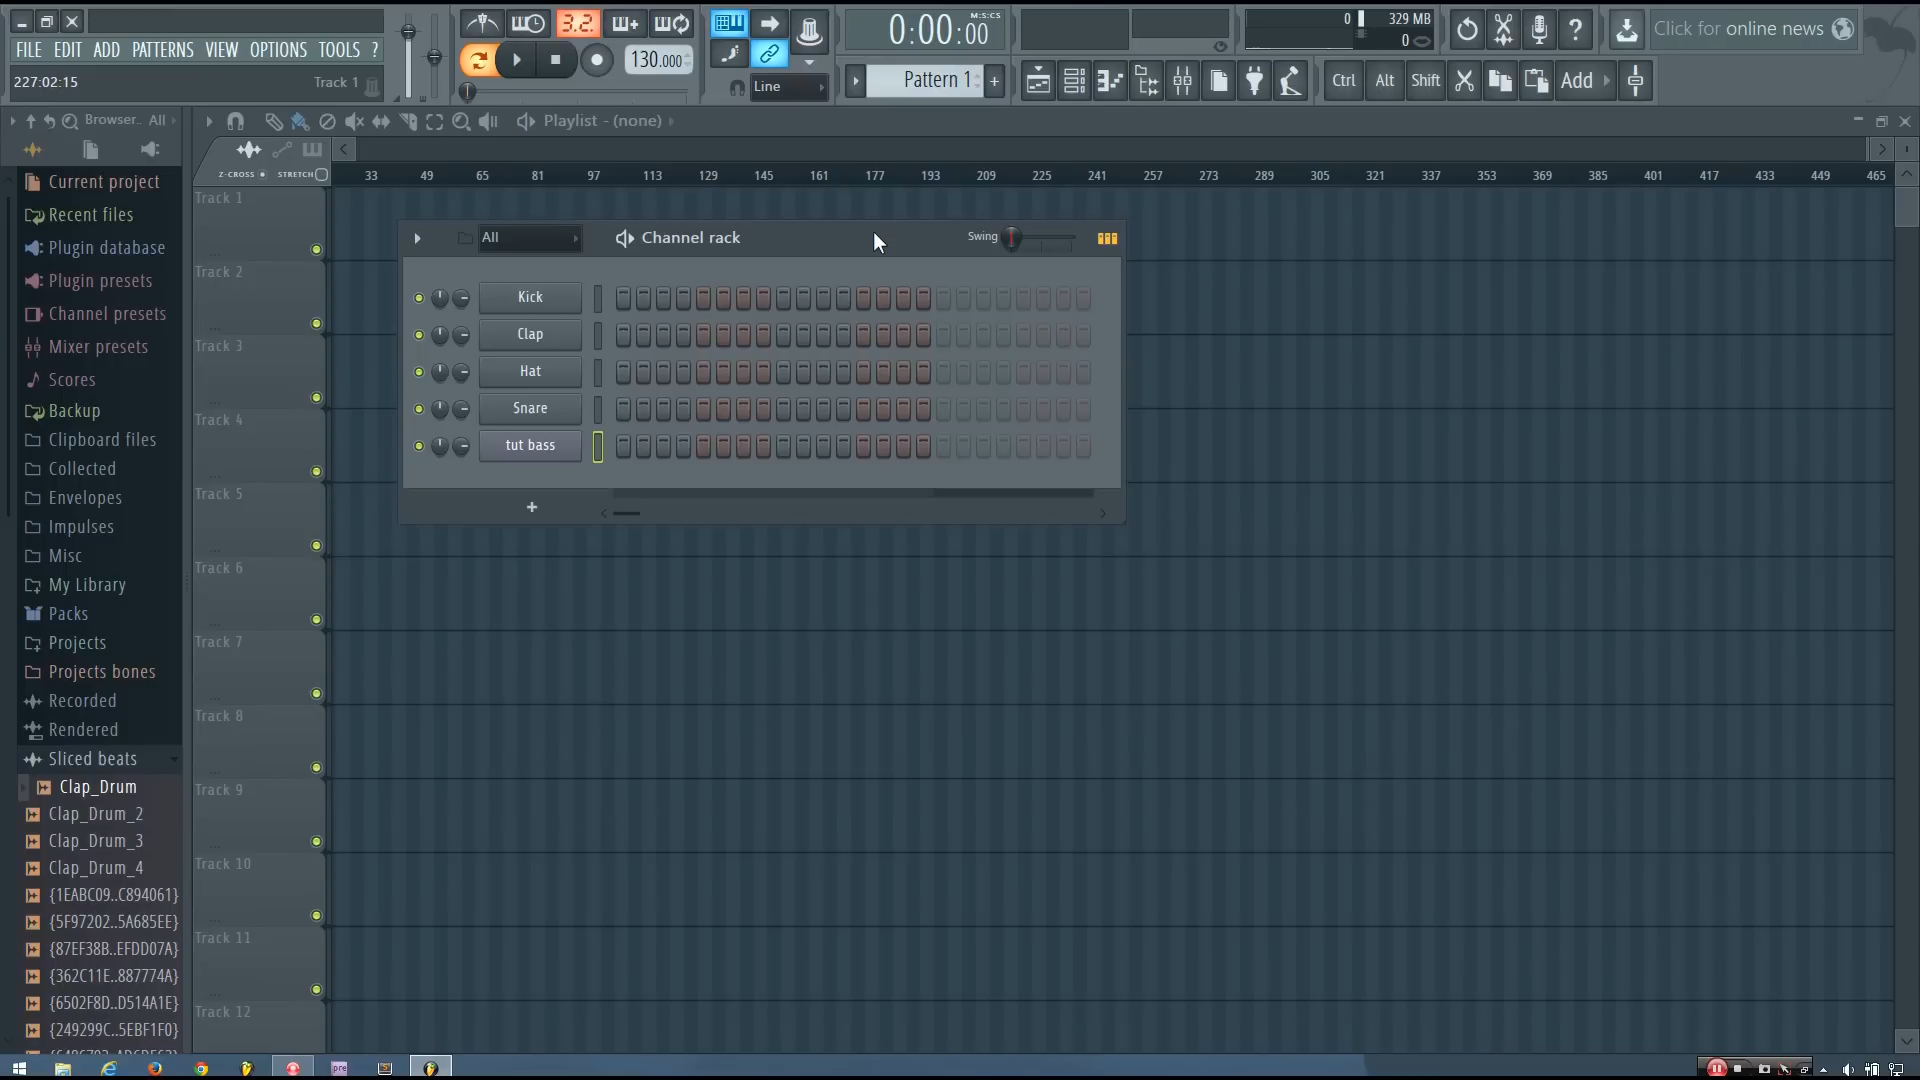 FILE EDIT ADD PATTERNS VIEW OPTIONS TOOLS ?
227:02:15 Track 1
3.2
130.000
M:S:CS
0:00:00
Line
Pattern 1
+
0 329 MB
0
Click for online news
Ctrl Alt Shift Add
Browser.. All
Playlist - (none)
Z-CROSS STRETCH
33 49 65 81 97 113 129 145 161 177 193 209 225 241 257 273 289 305 321 337 353 369 385 401 417 433 449 465
Current project
Recent files
Plugin database
Plugin presets
Channel presets
Mixer presets
Scores
Backup
Clipboard files
Collected
Envelopes
Impulses
Misc
My Library
Packs
Projects
Projects bones
Recorded
Rendered
Sliced beats
Clap_Drum
Clap_Drum_2
Clap_Drum_3
Clap_Drum_4
{1EABC09..C894061}
{5F97202..5A685EE}
{87EF38B..EFDD07A}
{362C11E..887774A}
{6502F8D..D514A1E}
{249299C..5EBF1F0}
Track 1
Track 2
Track 3
Track 4
Track 5
Track 6
Track 7
Track 8
Track 9
Track 10
Track 11
Track 12
All Channel rack Swing
Kick
Clap
Hat
Snare
tut bass
+
pre